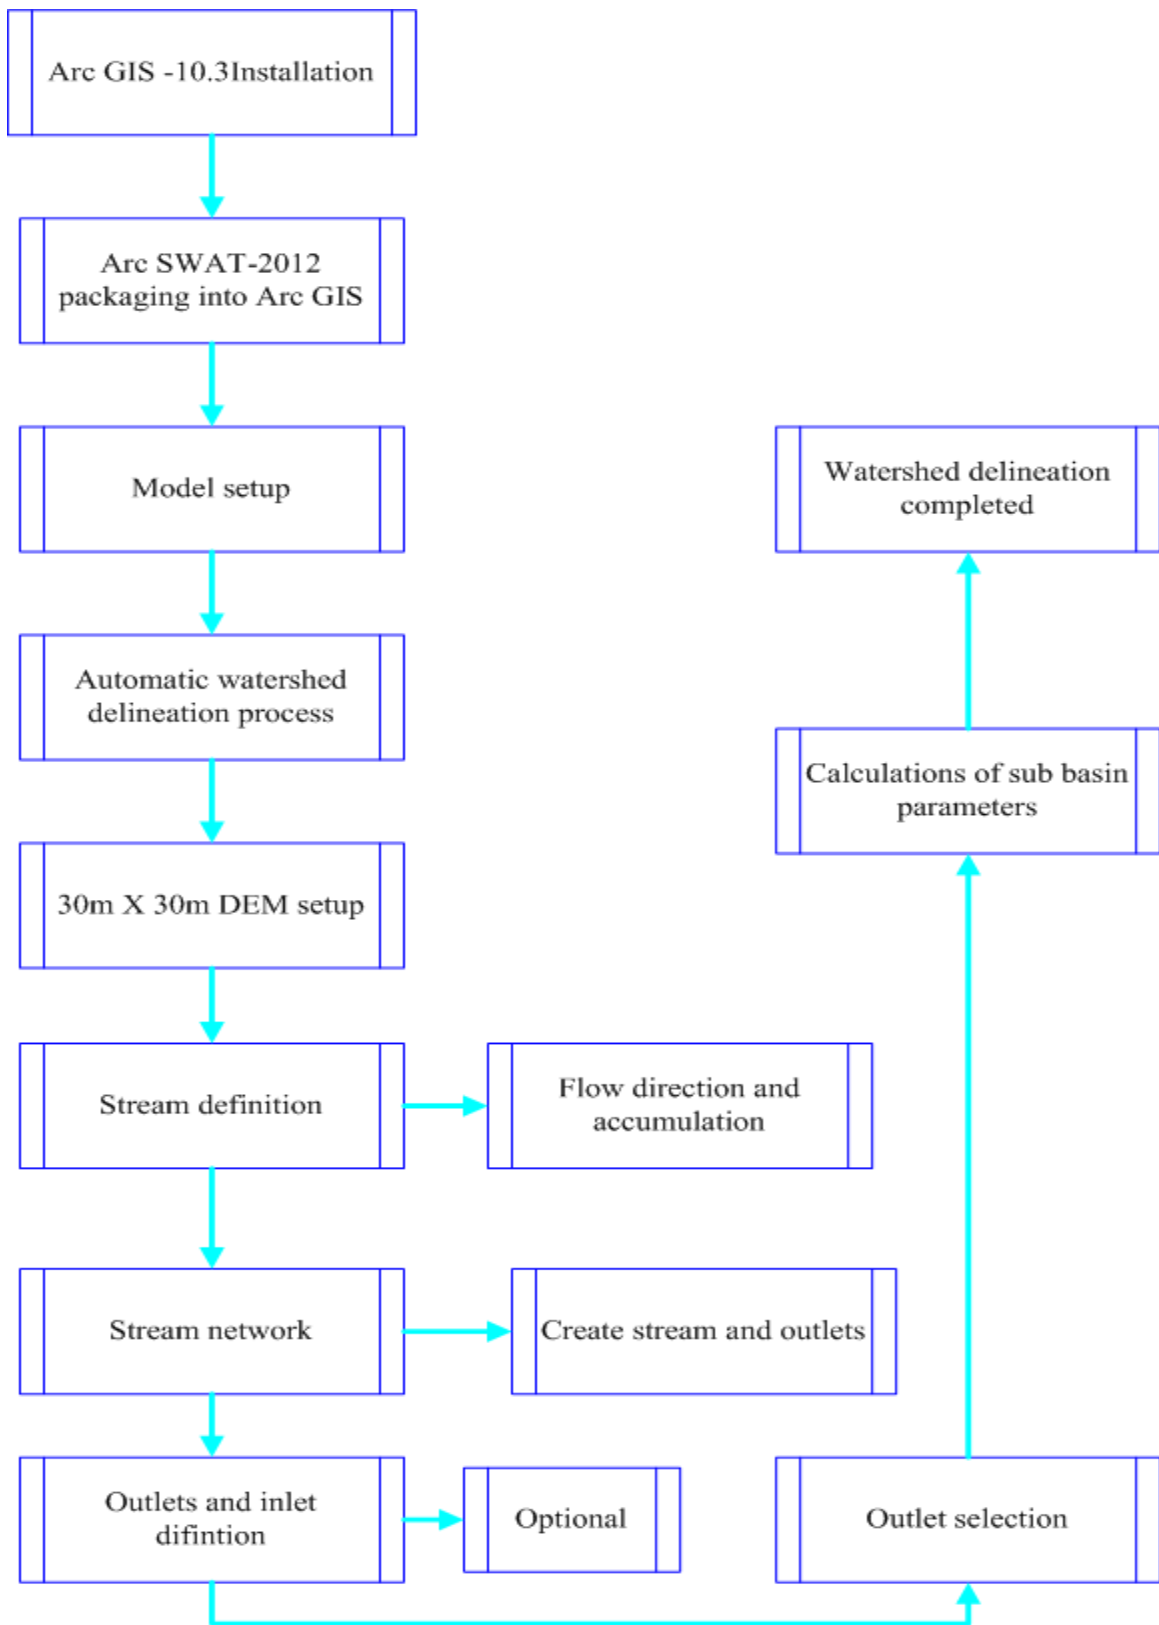 Arc GIS -10.3Installation
Arc SWAT-2012
packaging into Arc GIS
Model setup
Automatic watershed
delineation process
30m X 30m DEM setup
Stream definition
Flow direction and
accumulation
Stream network
Create stream and outlets
Outlets and inlet
difintion
Optional
Outlet selection
Calculations of sub basin
parameters
Watershed delineation
completed